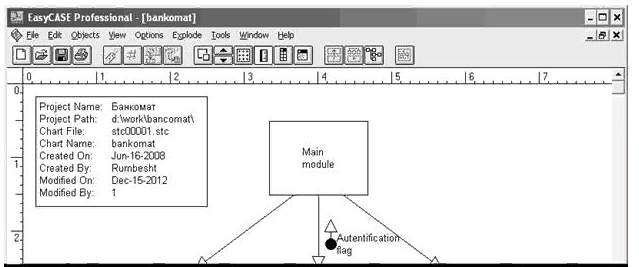 EasyCASE Professional - [bankomat]
File Edit Objects View Options Explode Tools Window Help
0 1 2 3 4 5 6 7
0
Project Name: Банкомат
Project Path: d:\work\bancomat\
Chart File: stc00001.stc
Chart Name: bankomat
Created On: Jun-16-2008
Created By: Rumbesht
Modified On: Dec-15-2012
Modified By: 1
Main
module
1
Autentification
flag
2